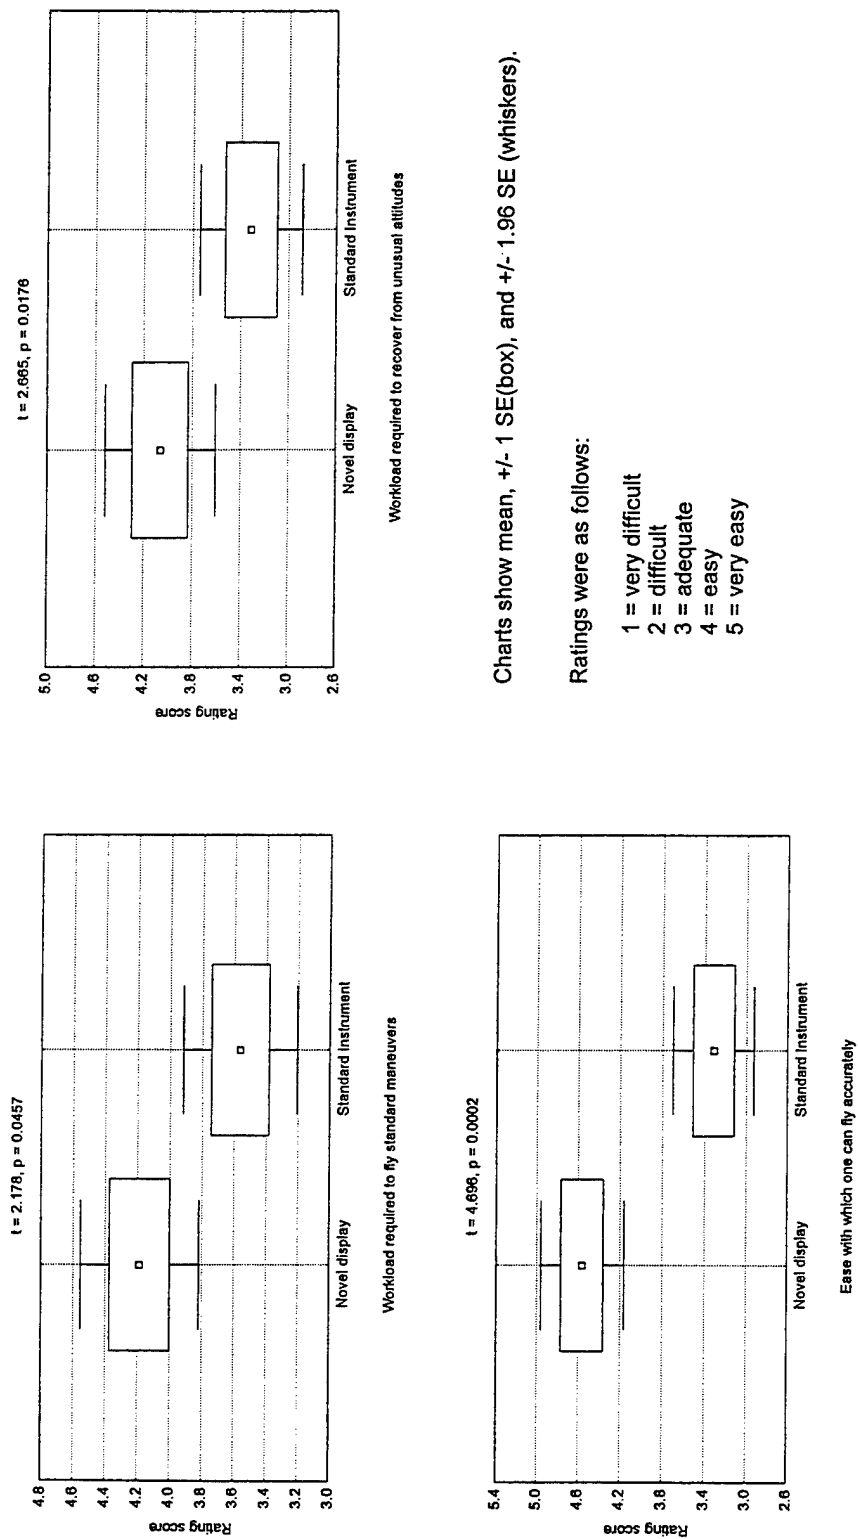 t = 2.178, p = 0.0457
Rating score
4.8
4.6
4.4
4.2
4.0
3.8
3.6
3.4
3.2
3.0
Novel display
Standard Instrument
Workload required to fly standard maneuvers
t = 2.665, p = 0.0176
Rating score
5.0
4.6
4.2
3.8
3.4
3.0
2.6
Novel display
Standard Instrument
Workload required to recover from unusual attitudes
t = 4.696, p = 0.0002
Rating score
5.4
5.0
4.6
4.2
3.8
3.4
3.0
2.6
Novel display
Standard Instrument
Ease with which one can fly accurately
Charts show mean, +/- 1 SE(box), and +/- 1.96 SE (whiskers).
Ratings were as follows:
1 = very difficult
2 = difficult
3 = adequate
4 = easy
5 = very easy